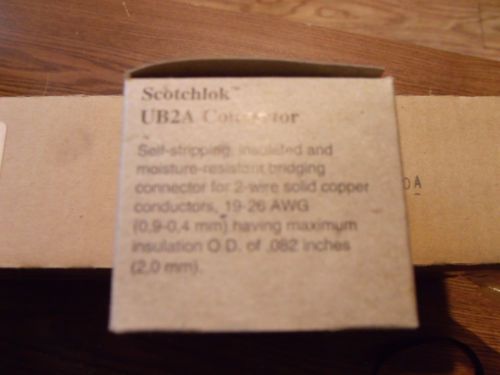 Scotchlok™
UB2A Connector
Self-stripping, insulated and
moisture-resistant bridging
connector for 2-wire solid copper
conductors, 19-26 AWG
(0,9-0,4 mm) having maximum
insulation O.D. of .082 inches
(2,0 mm).
0A